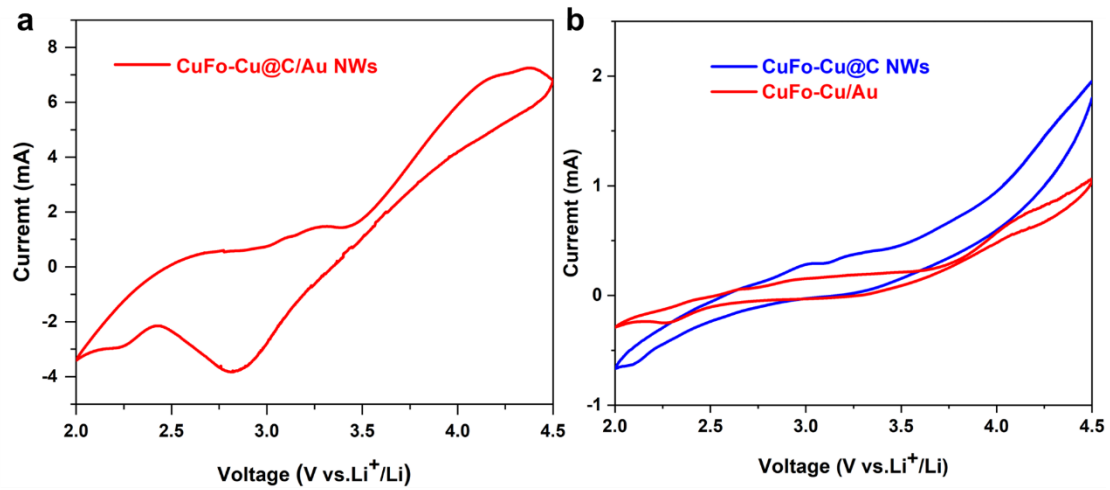 a
CuFo-Cu@C/Au NWs
Curremt (mA)
8
6
4
2
0
-2
-4
2.0 2.5 3.0 3.5 4.0 4.5
Voltage (V vs.Li+/Li)
b
CuFo-Cu@C NWs
CuFo-Cu/Au
Curremt (mA)
2
1
0
-1
2.0 2.5 3.0 3.5 4.0 4.5
Voltage (V vs.Li+/Li)